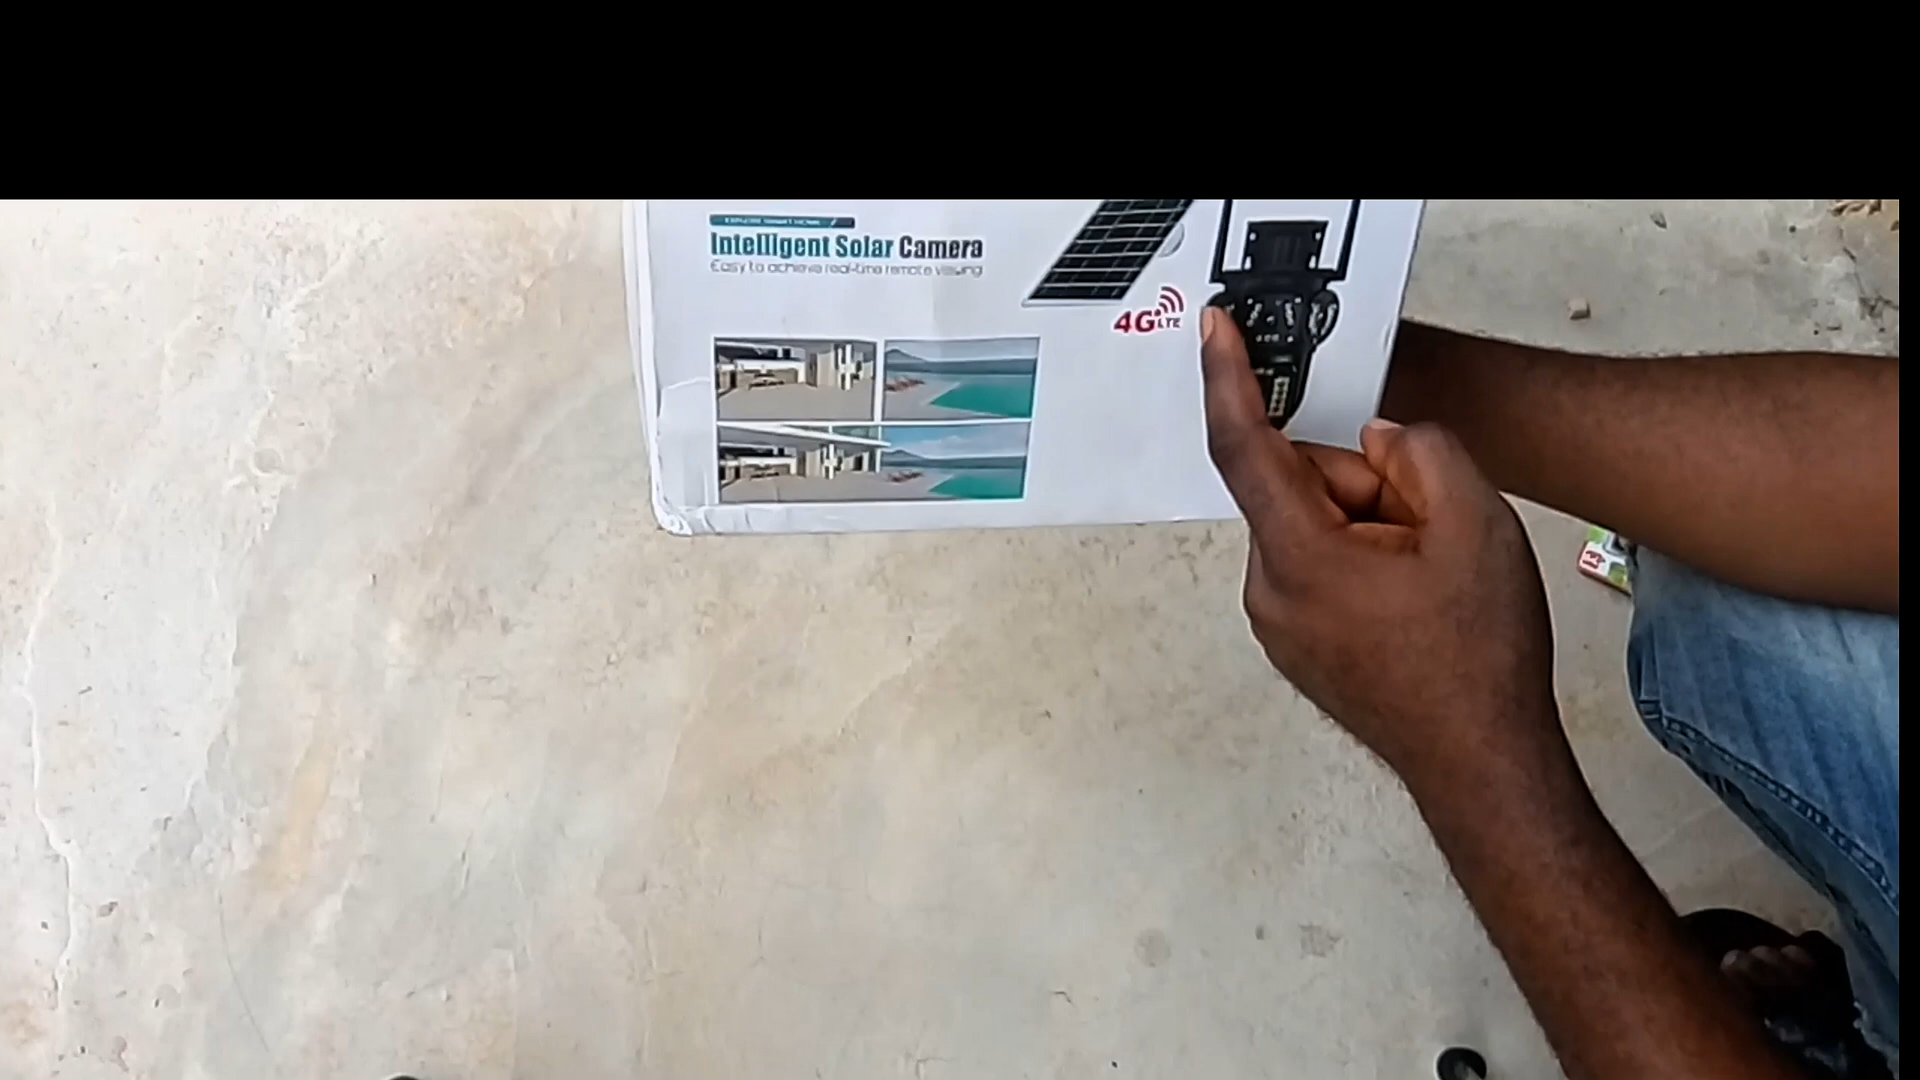 Intelligent Solar Camera
Easy to achieve real-time remote viewing
4G LTE